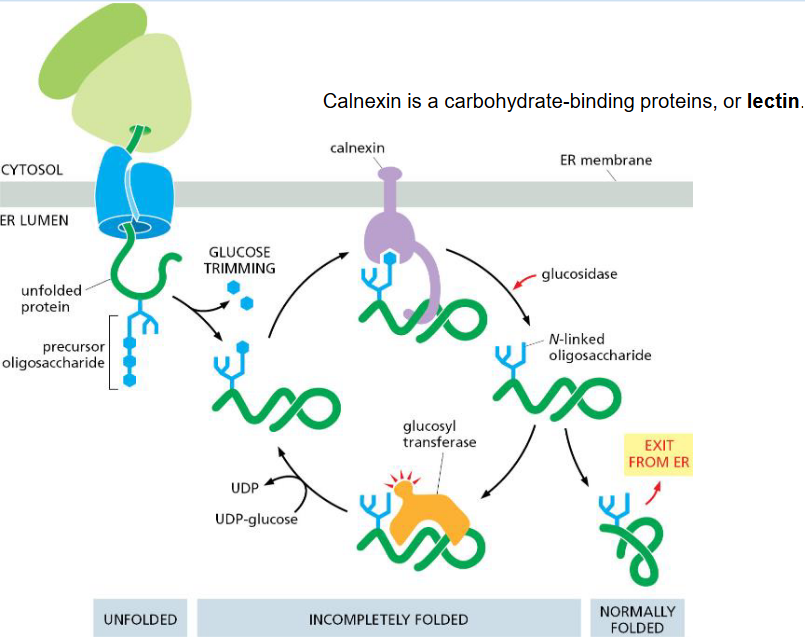 Calnexin is a carbohydrate-binding proteins, or lectin.
calnexin
ER membrane
CYTOSOL
ER LUMEN
GLUCOSE
TRIMMING
glucosidase
unfolded
protein
N-linked
oligosaccharide
precursor
oligosaccharide
glucosyl
transferase
EXIT
FROM ER
UDP
UDP-glucose
UNFOLDED
INCOMPLETELY FOLDED
NORMALLY
FOLDED